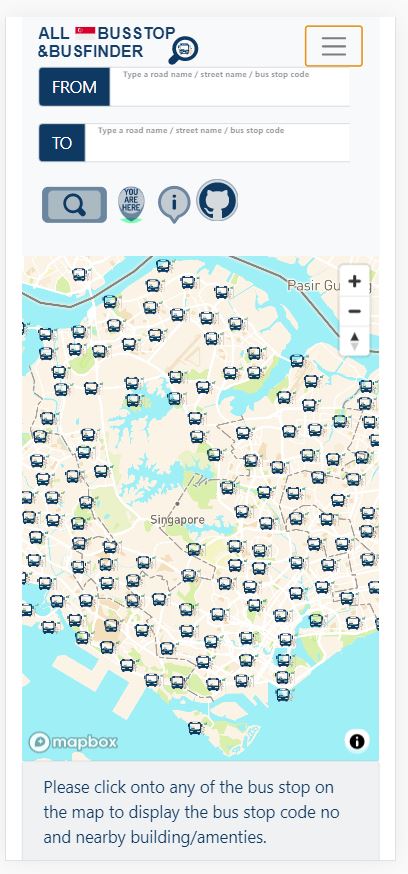 ALL BUSSTOP
&BUSFINDER
FROM
Type a road name / street name / bus stop code
TO
Type a road name / street name / bus stop code
YOU
ARE
HERE
i
Pasir Gu g
+
−
Singapore
mapbox
i
Please click onto any of the bus stop on
the map to display the bus stop code no
and nearby building/amenties.